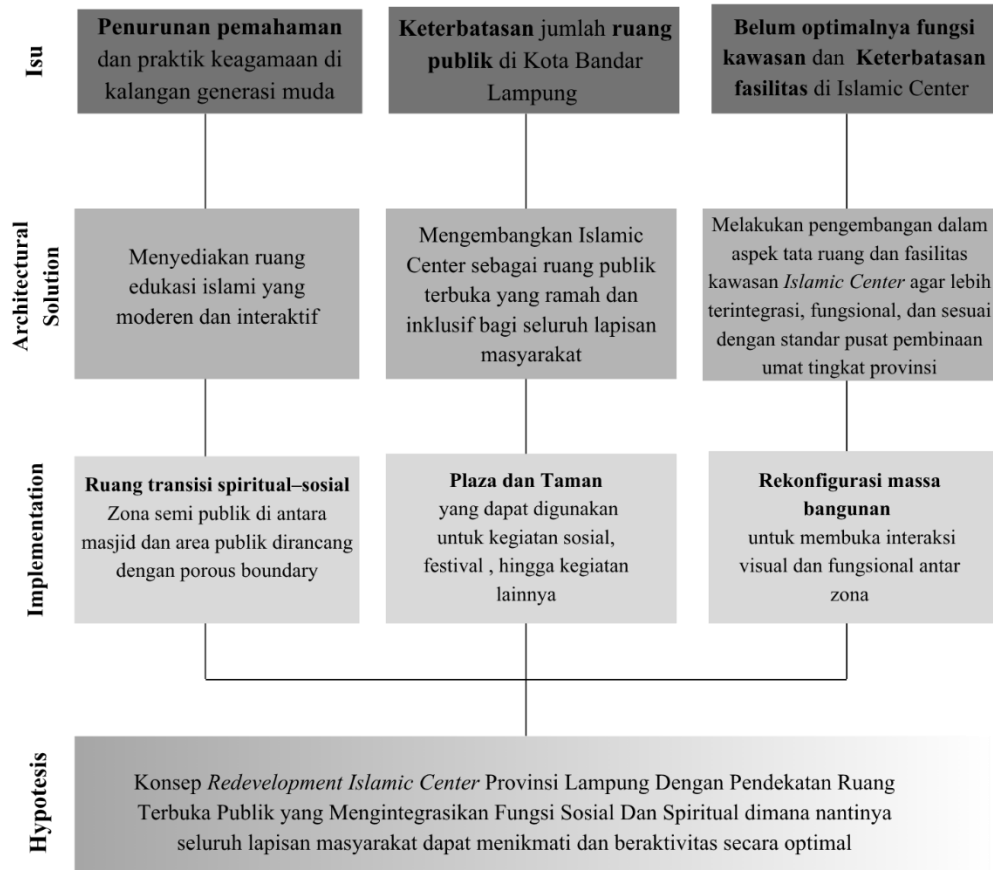 Isu
Penurunan pemahaman
dan praktik keagamaan di
kalangan generasi muda
Keterbatasan jumlah ruang
publik di Kota Bandar
Lampung
Belum optimalnya fungsi
kawasan dan Keterbatasan
fasilitas di Islamic Center
Architectural
Solution
Menyediakan ruang
edukasi islami yang
moderen dan interaktif
Mengembangkan Islamic
Center sebagai ruang publik
terbuka yang ramah dan
inklusif bagi seluruh lapisan
masyarakat
Melakukan pengembangan dalam
aspek tata ruang dan fasilitas
kawasan Islamic Center agar lebih
terintegrasi, fungsional, dan sesuai
dengan standar pusat pembinaan
umat tingkat provinsi
Implementation
Ruang transisi spiritual–sosial
Zona semi publik di antara
masjid dan area publik dirancang
dengan porous boundary
Plaza dan Taman
yang dapat digunakan
untuk kegiatan sosial,
festival , hingga kegiatan
lainnya
Rekonfigurasi massa
bangunan
untuk membuka interaksi
visual dan fungsional antar
zona
Hypotesis
Konsep Redevelopment Islamic Center Provinsi Lampung Dengan Pendekatan Ruang
Terbuka Publik yang Mengintegrasikan Fungsi Sosial Dan Spiritual dimana nantinya
seluruh lapisan masyarakat dapat menikmati dan beraktivitas secara optimal